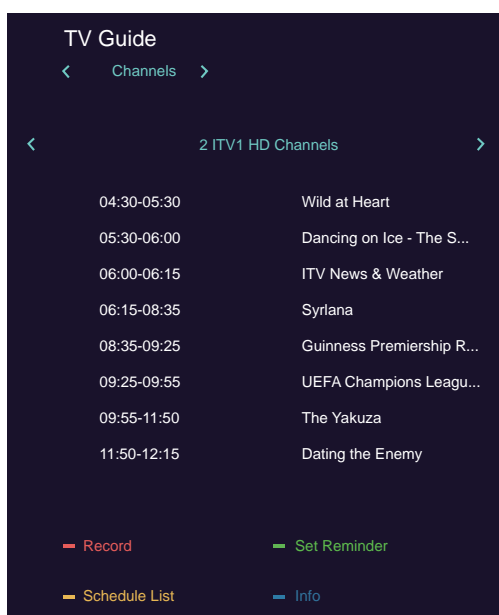 TV Guide
Channels
2 ITV1 HD Channels
04:30-05:30 Wild at Heart
05:30-06:00 Dancing on Ice - The S...
06:00-06:15 ITV News & Weather
06:15-08:35 Syrlana
08:35-09:25 Guinness Premiership R...
09:25-09:55 UEFA Champions Leagu...
09:55-11:50 The Yakuza
11:50-12:15 Dating the Enemy
Record Set Reminder
Schedule List Info